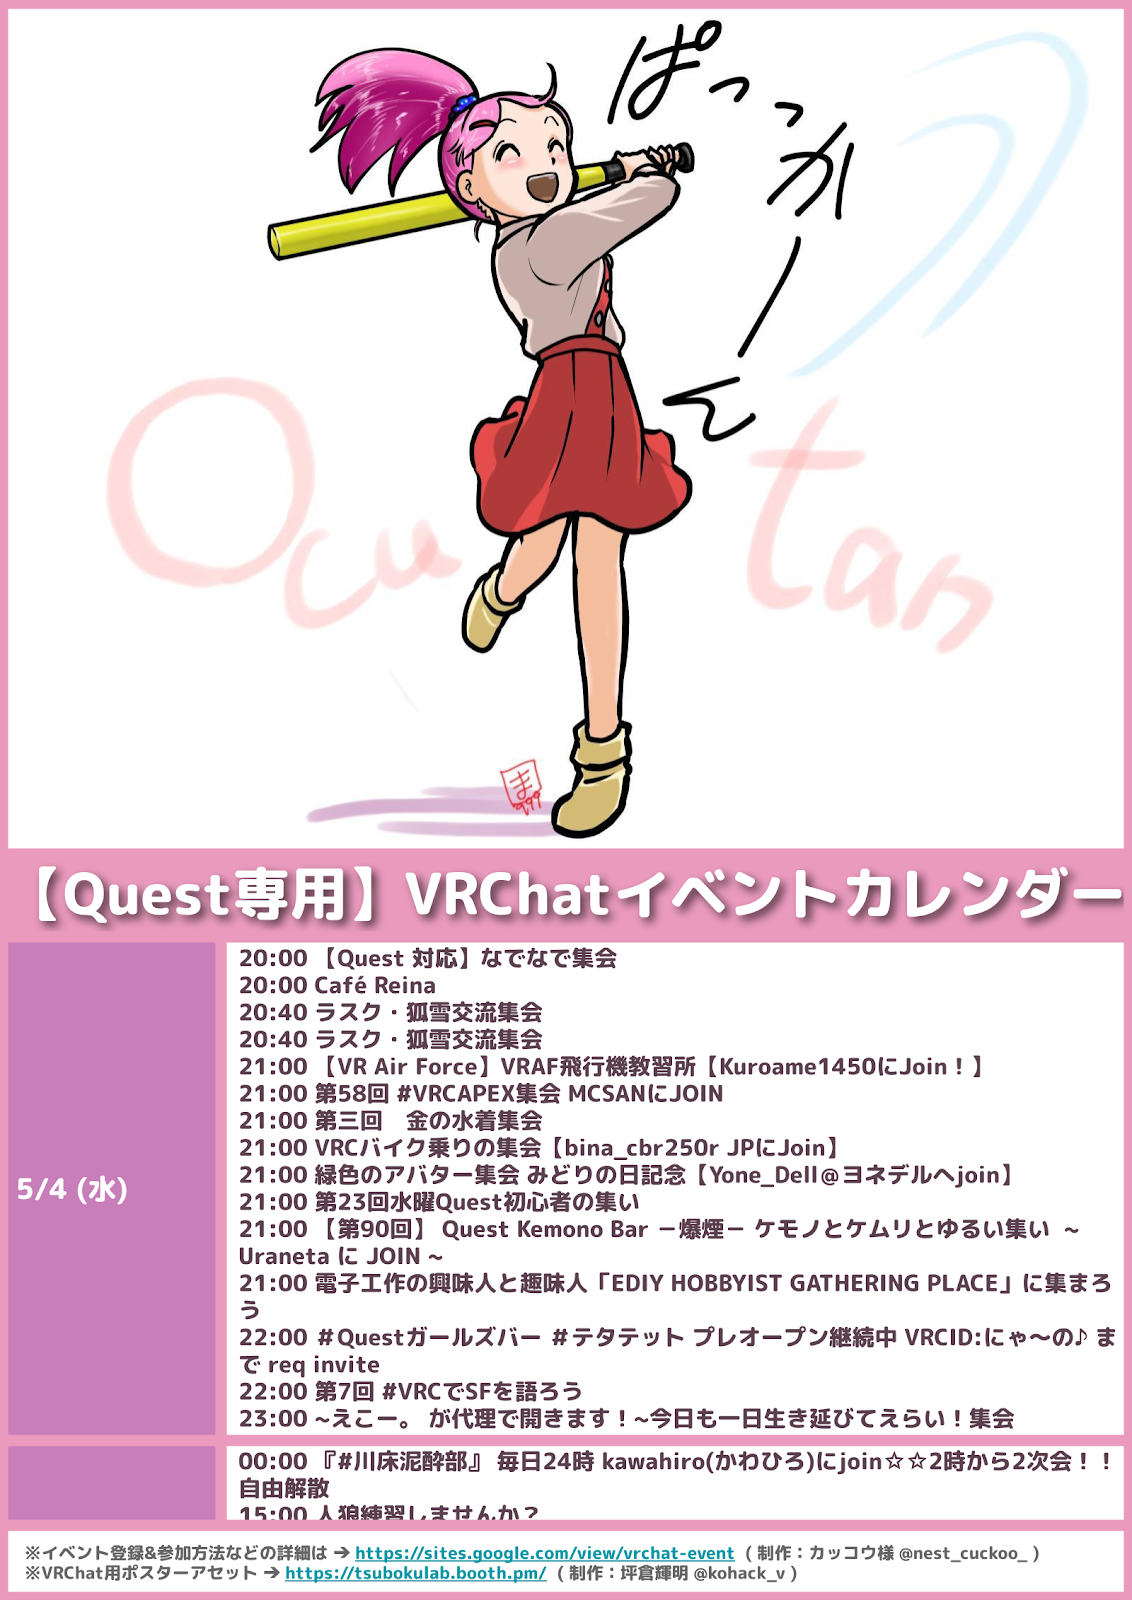 ぱっっかーん
Ocu tan
ま
999
【Quest専用】VRChatイベントカレンダー
5/4 (水)
20:00 【Quest 対応】なでなで集会
20:00 Café Reina
20:40 ラスク・狐雪交流集会
20:40 ラスク・狐雪交流集会
21:00 【VR Air Force】VRAF飛行機教習所【Kuroame1450にJoin！】
21:00 第58回 #VRCAPEX集会 MCSANにJOIN
21:00 第三回　金の水着集会
21:00 VRCバイク乗りの集会【bina_cbr250r JPにJoin】
21:00 緑色のアバター集会 みどりの日記念【Yone_Dell＠ヨネデルへjoin】
21:00 第23回水曜Quest初心者の集い
21:00 【第90回】 Quest Kemono Bar －爆煙－ ケモノとケムリとゆるい集い ～
Uraneta に JOIN ~
21:00 電子工作の興味人と趣味人「EDIY HOBBYIST GATHERING PLACE」に集まろ
う
22:00 ＃Questガールズバー ＃テタテット プレオープン継続中 VRCID:にゃ～の♪ ま
で req invite
22:00 第7回 #VRCでSFを語ろう
23:00 ~えこー。 が代理で開きます！~今日も一日生き延びてえらい！集会
00:00 『#川床泥酔部』 毎日24時 kawahiro(かわひろ)にjoin☆☆2時から2次会！！
自由解散
15:00 人狼練習しませんか？
※イベント登録&参加方法などの詳細は ➔ https://sites.google.com/view/vrchat-event ( 制作：カッコウ様 @nest_cuckoo_ )
※VRChat用ポスターアセット ➔ https://tsubokulab.booth.pm/ ( 制作：坪倉輝明 @kohack_v )